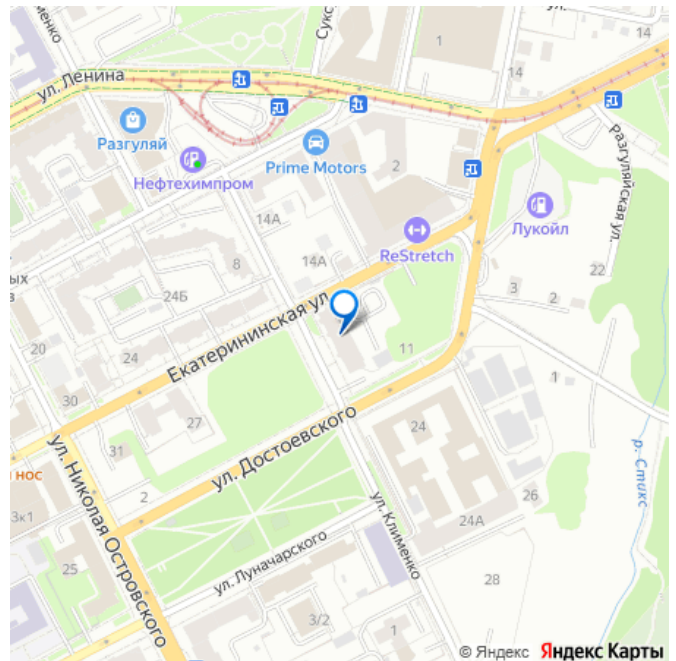 ул. Ленина
Разгуляй
Нефтехимпром
Prime Motors
1
14
14
2
Разгуляйская ул.
Лукойл
ReStretch
14А
14А
8
24Б
22
3
2
20
24
Екатерининская ул.
11
1
30
27
31
ул. Достоевского
24
нос
2
ул. Николая Островского
3к1
26
24А
р. Стикс
ул. Клименко
25
ул. Луначарского
28
3/2
1
© Яндекс Яндекс Карты